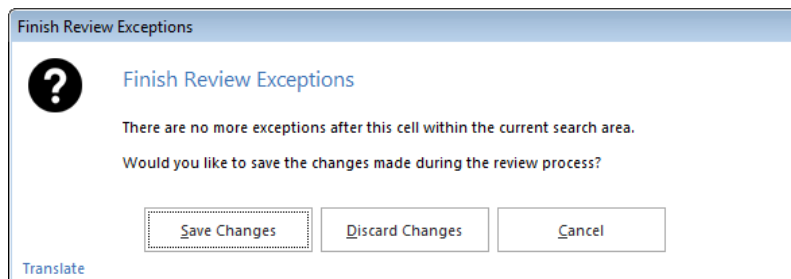 Finish Review Exceptions
Finish Review Exceptions
There are no more exceptions after this cell within the current search area.
Would you like to save the changes made during the review process?
Save Changes Discard Changes Cancel
Translate